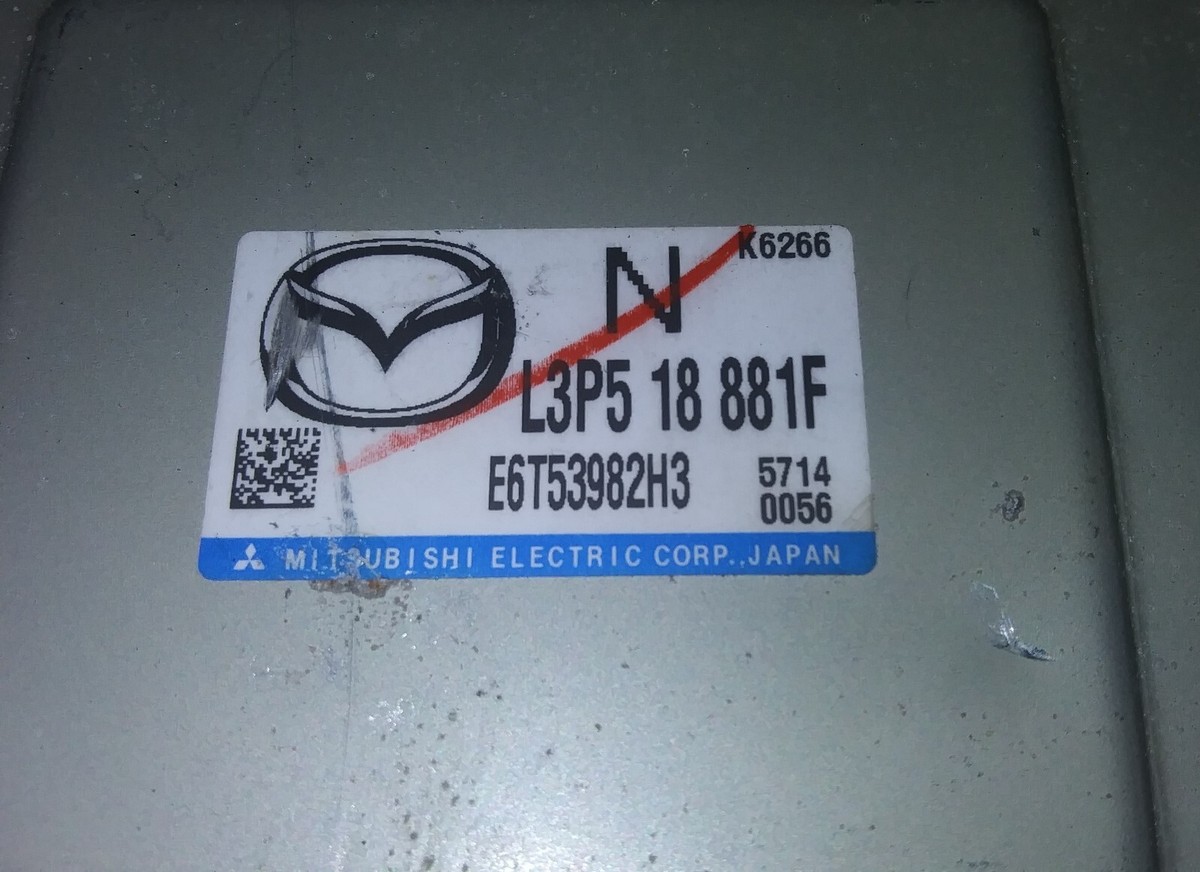 N
K6266
L3P5 18 881F
E6T53982H3
5714
0056
MITSUBISHI ELECTRIC CORP., JAPAN